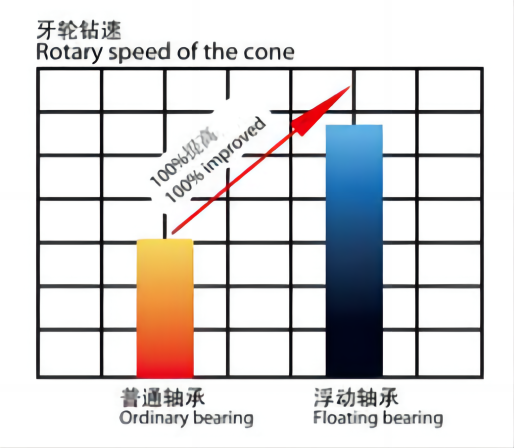 牙轮钻速
Rotary speed of the cone
100%提高
100% improved
普通轴承
Ordinary bearing
浮动轴承
Floating bearing